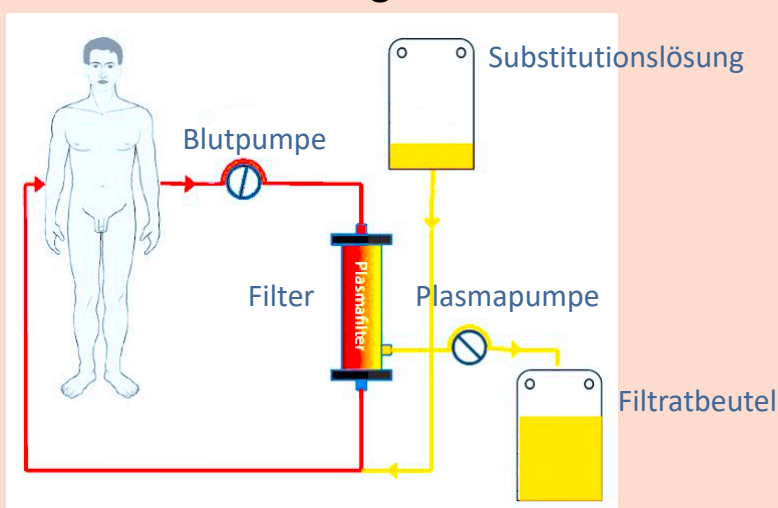 Substitutionslösung
Blutpumpe
Filter
Plasmafilter
Plasmapumpe
Filtratbeutel